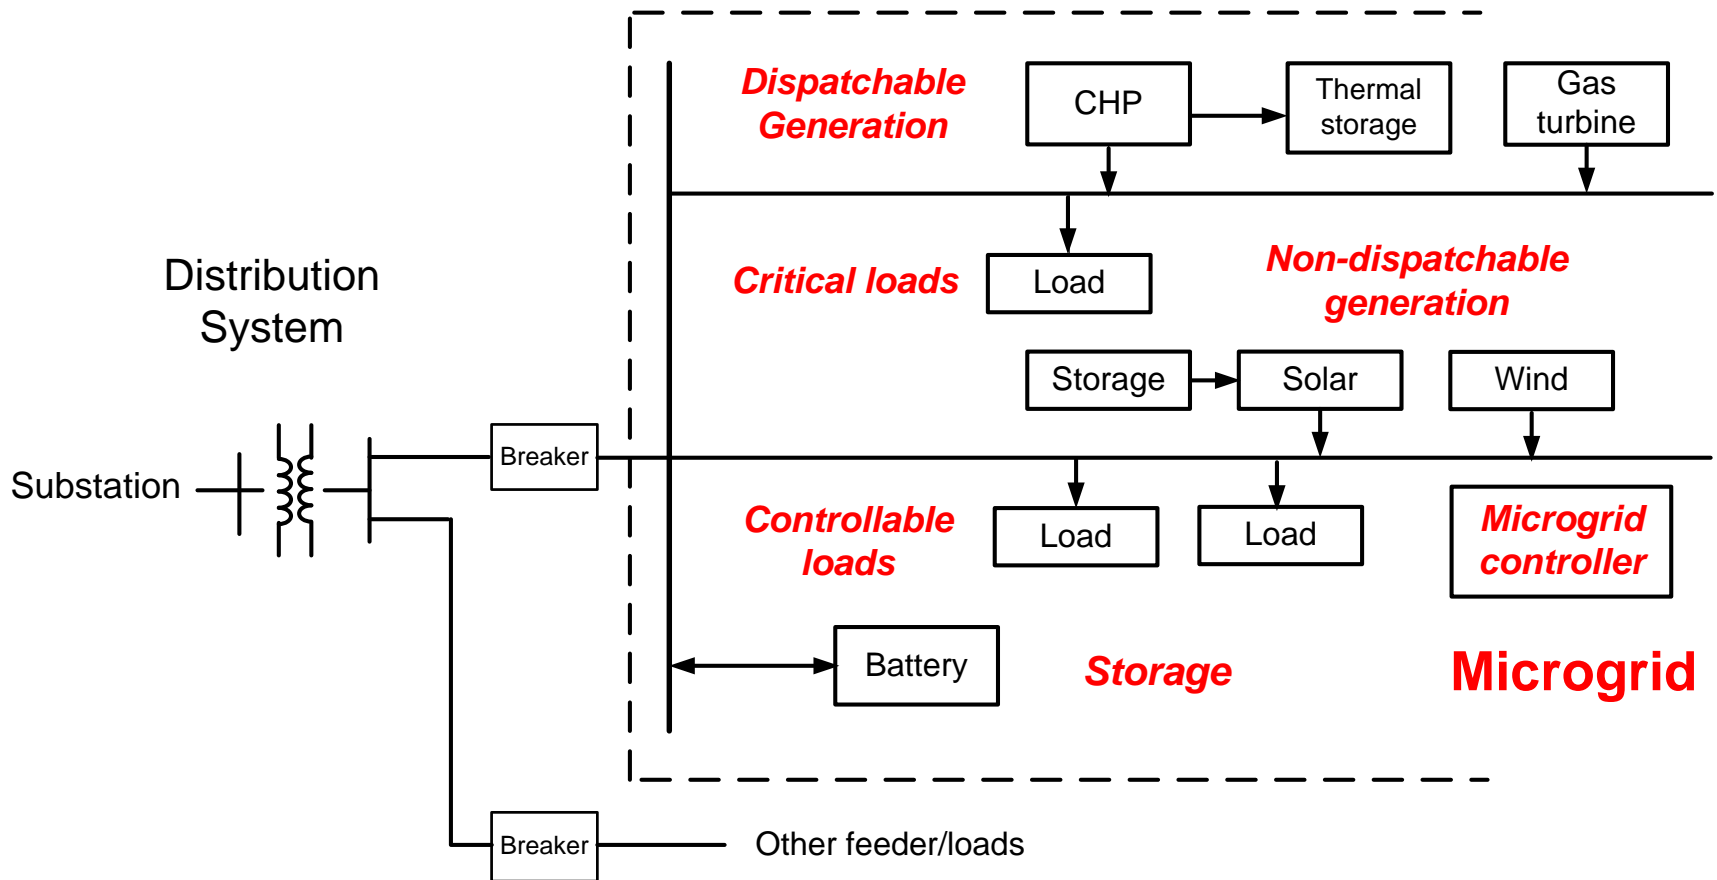 Dispatchable
Generation
CHP
Thermal
storage
Gas
turbine
Distribution
System
Critical loads
Load
Non-dispatchable
generation
Storage
Solar
Wind
Substation
Breaker
Controllable
loads
Load
Load
Microgrid
controller
Battery
Storage
Microgrid
Breaker
Other feeder/loads